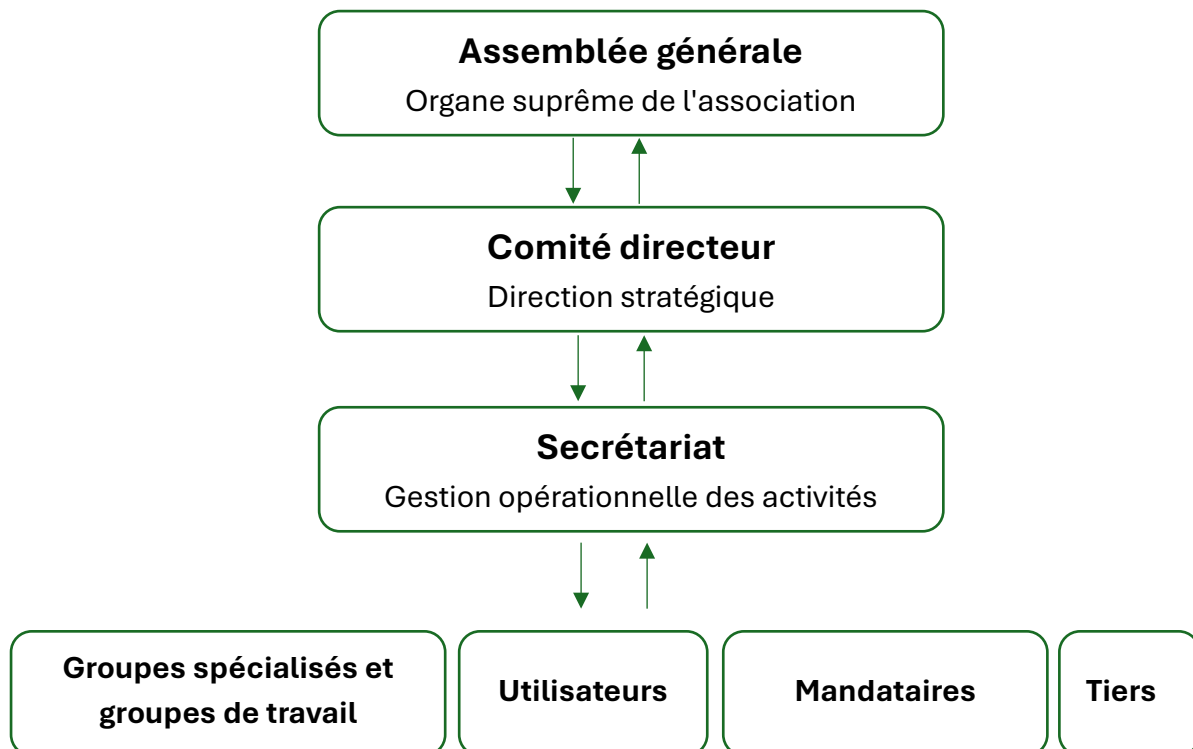 Assemblée générale
Organe suprême de l'association
Comité directeur
Direction stratégique
Secrétariat
Gestion opérationnelle des activités
Groupes spécialisés et
groupes de travail
Utilisateurs
Mandataires
Tiers